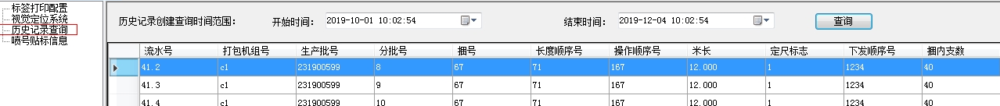 标签打印配置
视觉定位系统
历史记录查询
喷号贴标信息
历史记录创建查询时间范围： 开始时间： 2019-10-01 10:02:54 结束时间： 2019-12-04 10:02:54 查询
流水号 打包机组号 生产批号 分批号 捆号 长度顺序号 操作顺序号 米长 定尺标志 下发顺序号 捆内支数
41.2 c1 231900599 8 67 71 167 12.000 1 1234 40
41.3 c1 231900599 9 67 71 167 12.000 1 1234 40
41.4 c1 231900599 10 67 71 167 12.000 1 1234 40